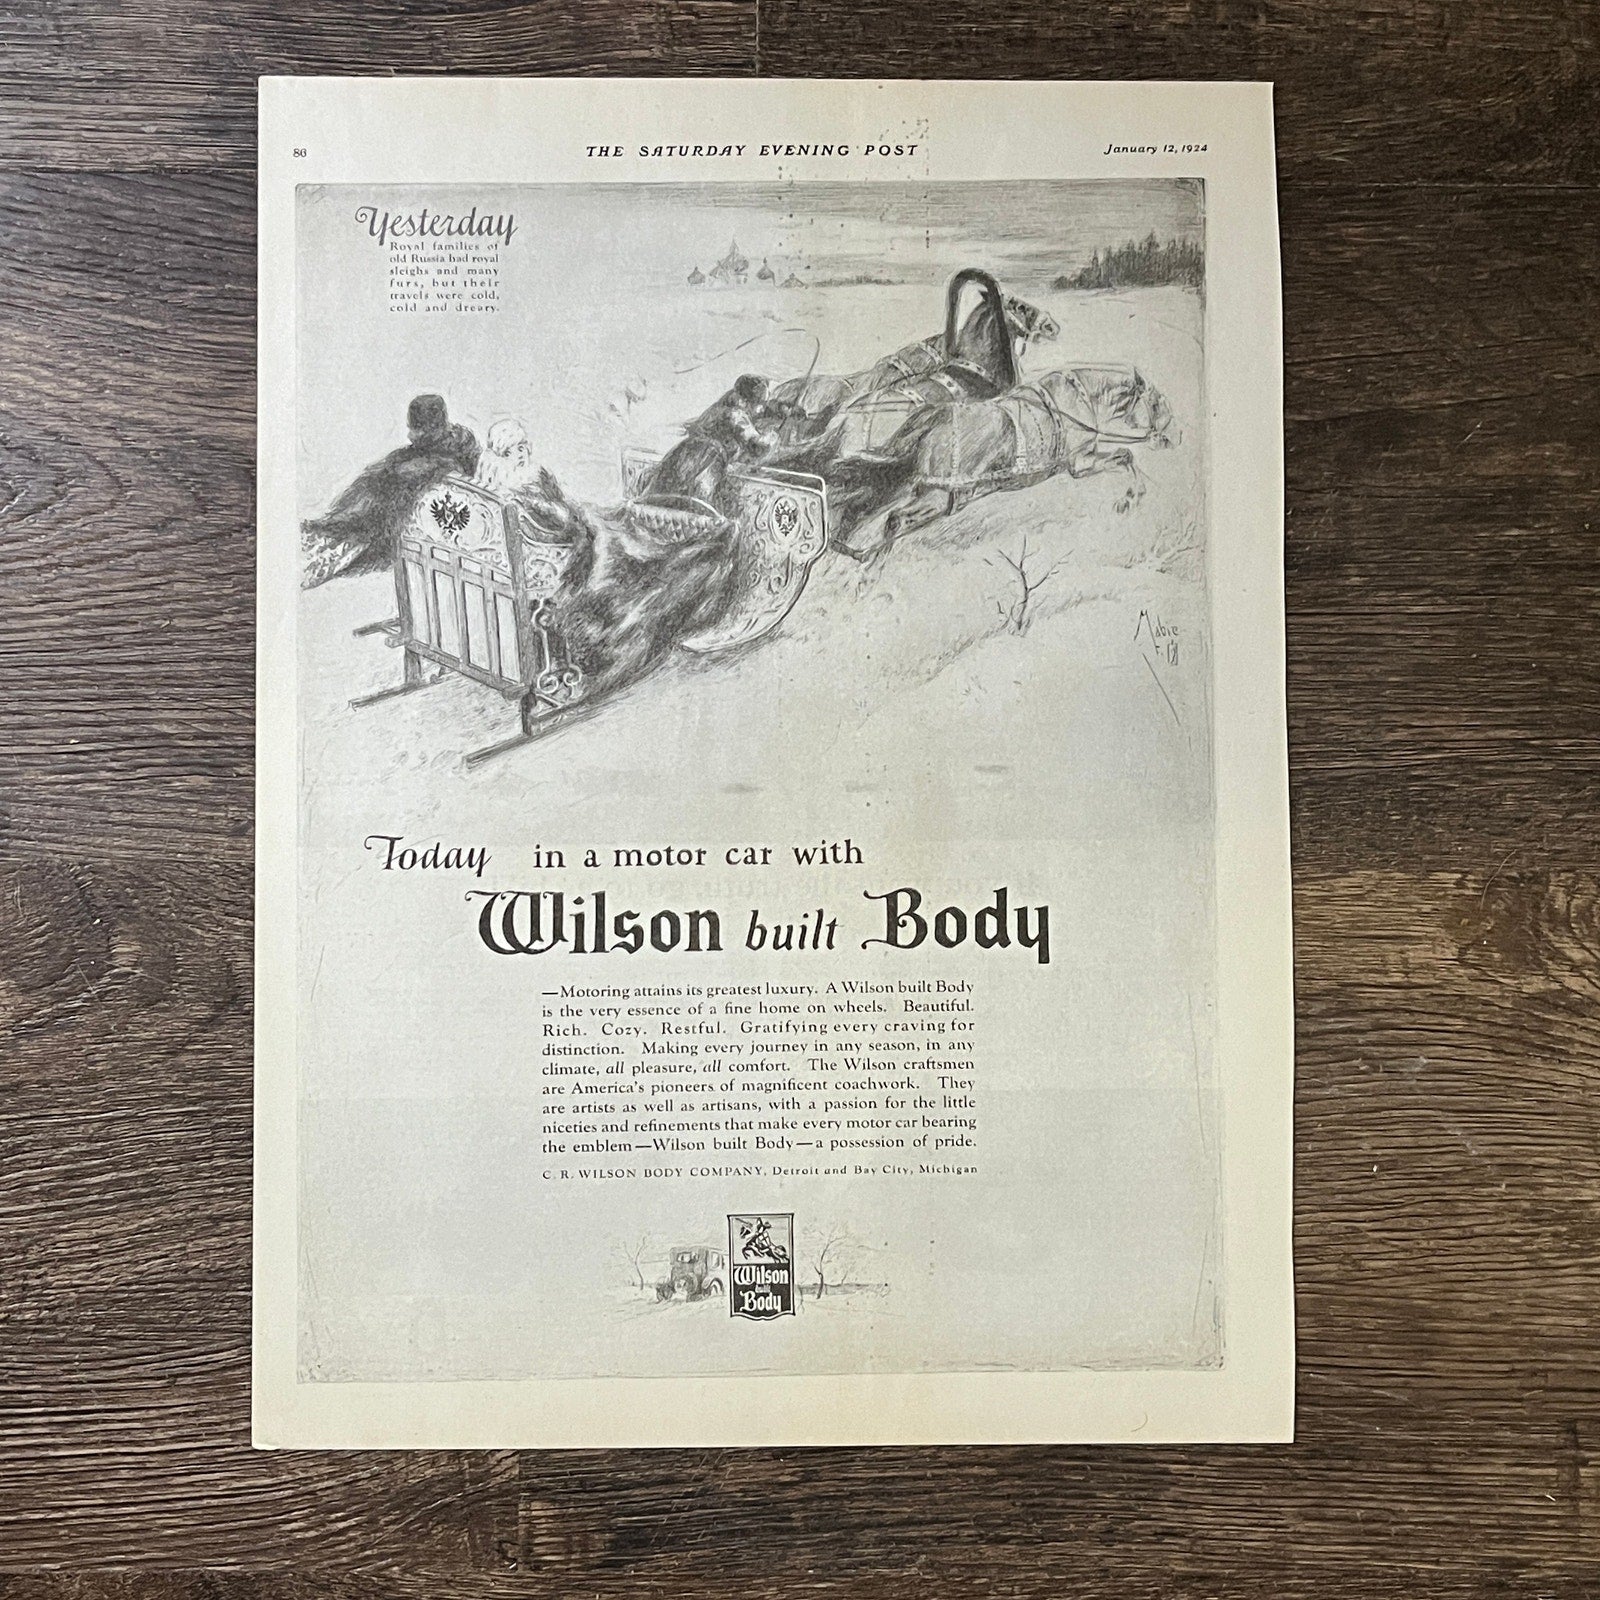 86
THE SATURDAY EVENING POST
January 12, 1924
Yesterday
Royal families of
old Russia had royal
sleighs and many
furs, but their
travels were cold,
cold and dreary.
Mabie
Today in a motor car with
Wilson built Body
—Motoring attains its greatest luxury. A Wilson built Body
is the very essence of a fine home on wheels. Beautiful.
Rich. Cozy. Restful. Gratifying every craving for
distinction. Making every journey in any season, in any
climate, all pleasure, all comfort. The Wilson craftsmen
are America's pioneers of magnificent coachwork. They
are artists as well as artisans, with a passion for the little
niceties and refinements that make every motor car bearing
the emblem—Wilson built Body—a possession of pride.
C. R. WILSON BODY COMPANY, Detroit and Bay City, Michigan
Wilson
built
Body